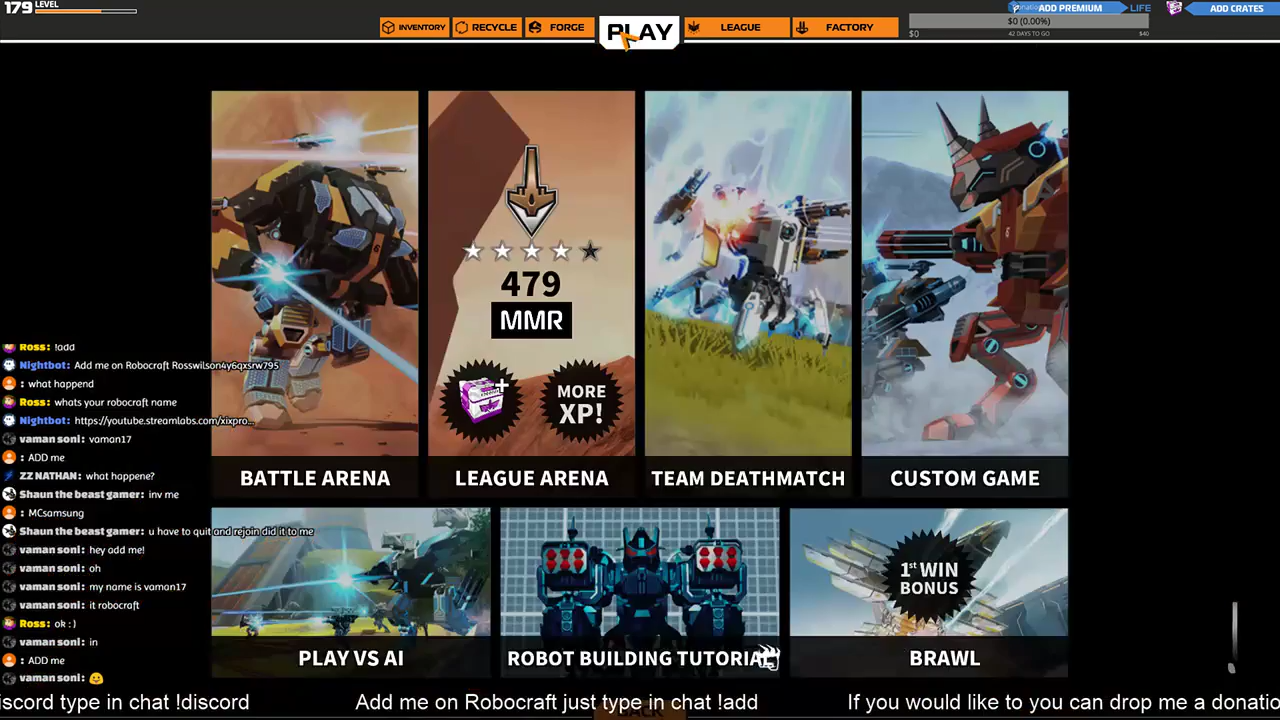 179 LEVEL
INVENTORY
RECYCLE
FORGE
PLAY
LEAGUE
FACTORY
ADD PREMIUM
LIFE
ADD CRATES
$0 (0.00%)
$0
42 DAYS TO GO
$40
479
MMR
MORE
XP!
BATTLE ARENA
LEAGUE ARENA
TEAM DEATHMATCH
CUSTOM GAME
1st WIN
BONUS
PLAY VS AI
ROBOT BUILDING TUTORIAL
BRAWL
Ross: !add
Nightbot: Add me on Robocraft Rosswilson4y6qxsrw795
: what happend
Ross: whats your robocraft name
Nightbot: https://youtube.streamlabs.com/xixpro...
vaman soni: vaman17
: ADD me
ZZ NATHAN: what happene?
Shaun the beast gamer: inv me
: MCsamsung
Shaun the beast gamer: u have to quit and rejoin did it to me
vaman soni: hey add me!
vaman soni: oh
vaman soni: my name is vaman17
vaman soni: it robocraft
Ross: ok : )
vaman soni: in
: ADD me
vaman soni:
iscord type in chat !discord
Add me on Robocraft just type in chat !add
If you would like to you can drop me a donatio